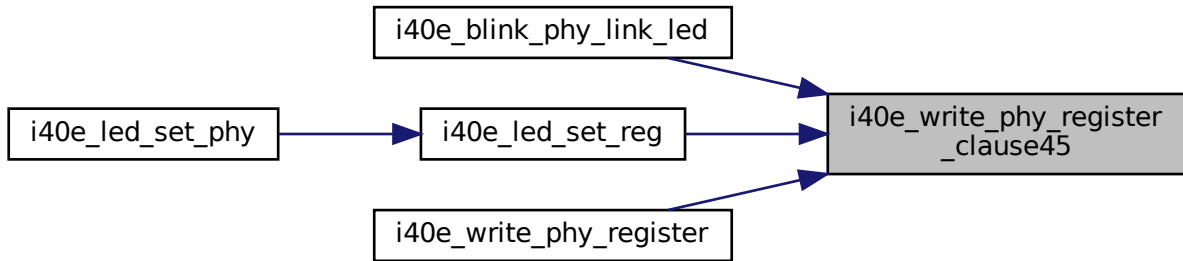 i40e_blink_phy_link_led
i40e_led_set_phy
i40e_led_set_reg
i40e_write_phy_register
_clause45
i40e_write_phy_register